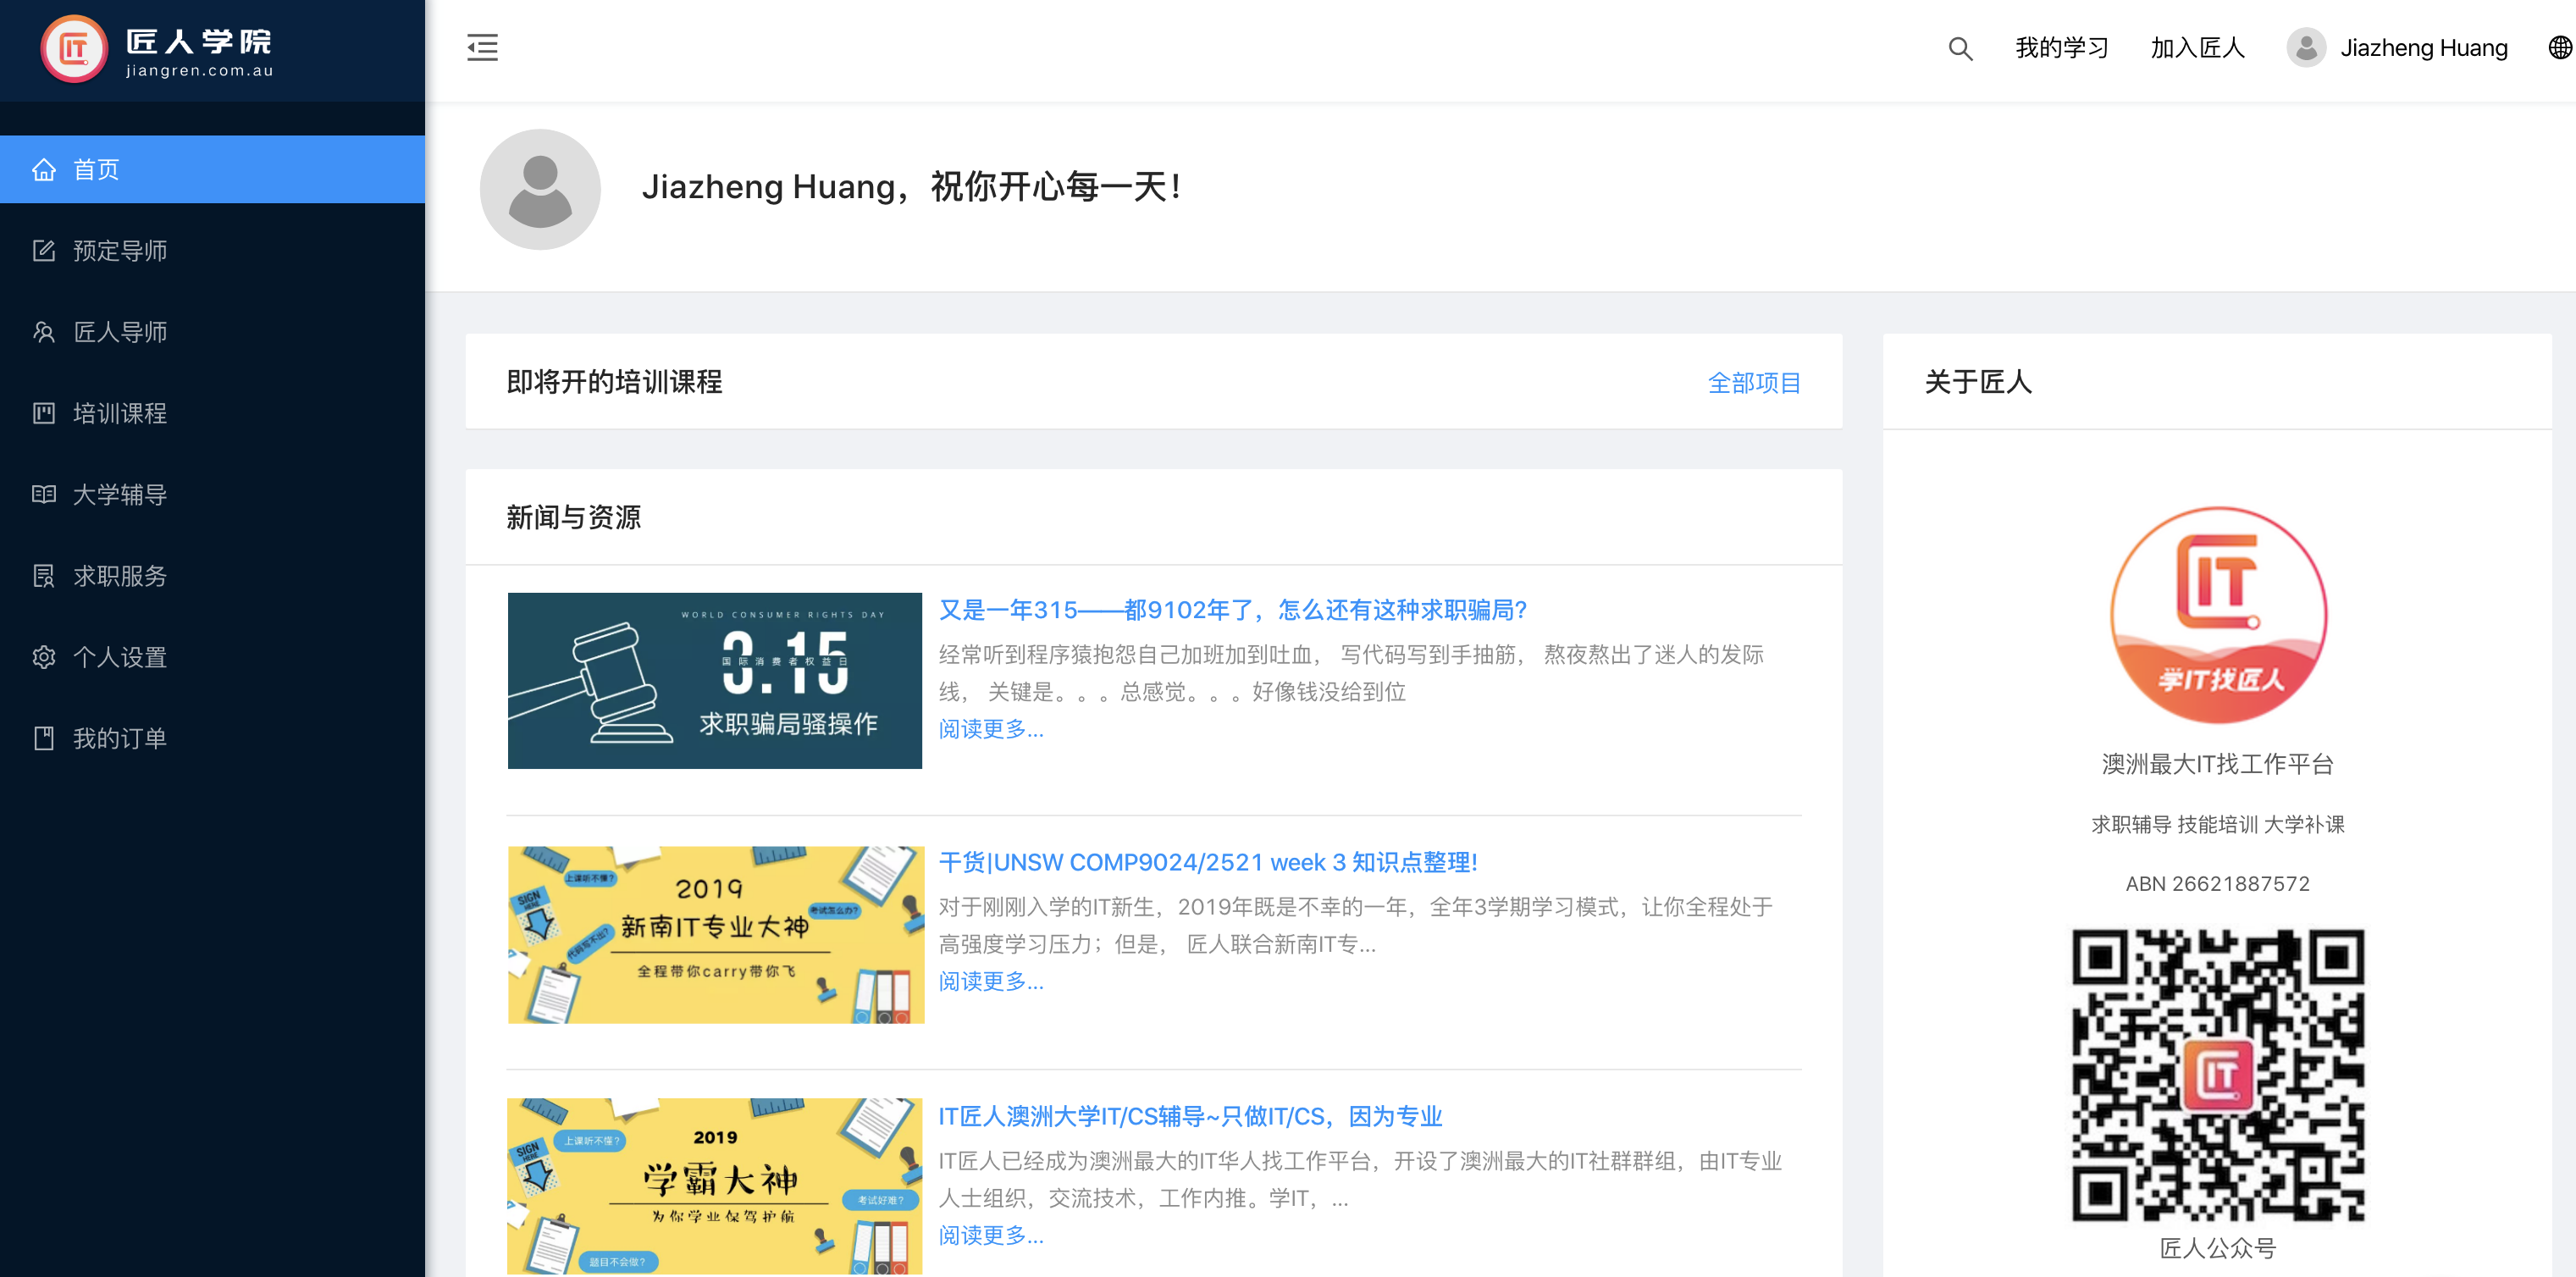 匠人学院
jiangren.com.au
我的学习
加入匠人
Jiazheng Huang
首页
预定导师
匠人导师
培训课程
大学辅导
求职服务
个人设置
我的订单
Jiazheng Huang，祝你开心每一天！
即将开的培训课程
全部项目
新闻与资源
WORLD CONSUMER RIGHTS DAY
3.15
国际消费者权益日
求职骗局骚操作
又是一年315——都9102年了，怎么还有这种求职骗局？
经常听到程序猿抱怨自己加班加到吐血， 写代码写到手抽筋， 熬夜熬出了迷人的发际
线， 关键是。。。总感觉。。。好像钱没给到位
阅读更多...
上课听不懂？
SIGN
HERE
2019
考试怎么办？
新南IT专业大神
代码写不出？
全程带你carry带你飞
干货|UNSW COMP9024/2521 week 3 知识点整理!
对于刚刚入学的IT新生，2019年既是不幸的一年，全年3学期学习模式，让你全程处于
高强度学习压力；但是， 匠人联合新南IT专...
阅读更多...
上课听不懂？
SIGN
HERE
2019
学霸大神
考试好难？
为你学业保驾护航
题目不会做？
IT匠人澳洲大学IT/CS辅导~只做IT/CS，因为专业
IT匠人已经成为澳洲最大的IT华人找工作平台，开设了澳洲最大的IT社群群组，由IT专业
人士组织，交流技术，工作内推。学IT，...
阅读更多...
关于匠人
IT
学IT找匠人
澳洲最大IT找工作平台
求职辅导 技能培训 大学补课
ABN 26621887572
IT
匠人公众号